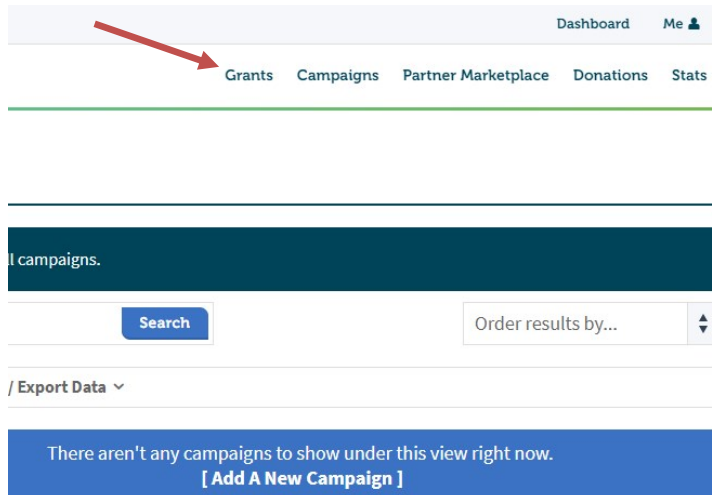 Dashboard Me
Grants Campaigns Partner Marketplace Donations Stats
ll campaigns.
Search Order results by...
/ Export Data
There aren't any campaigns to show under this view right now.
[ Add A New Campaign ]